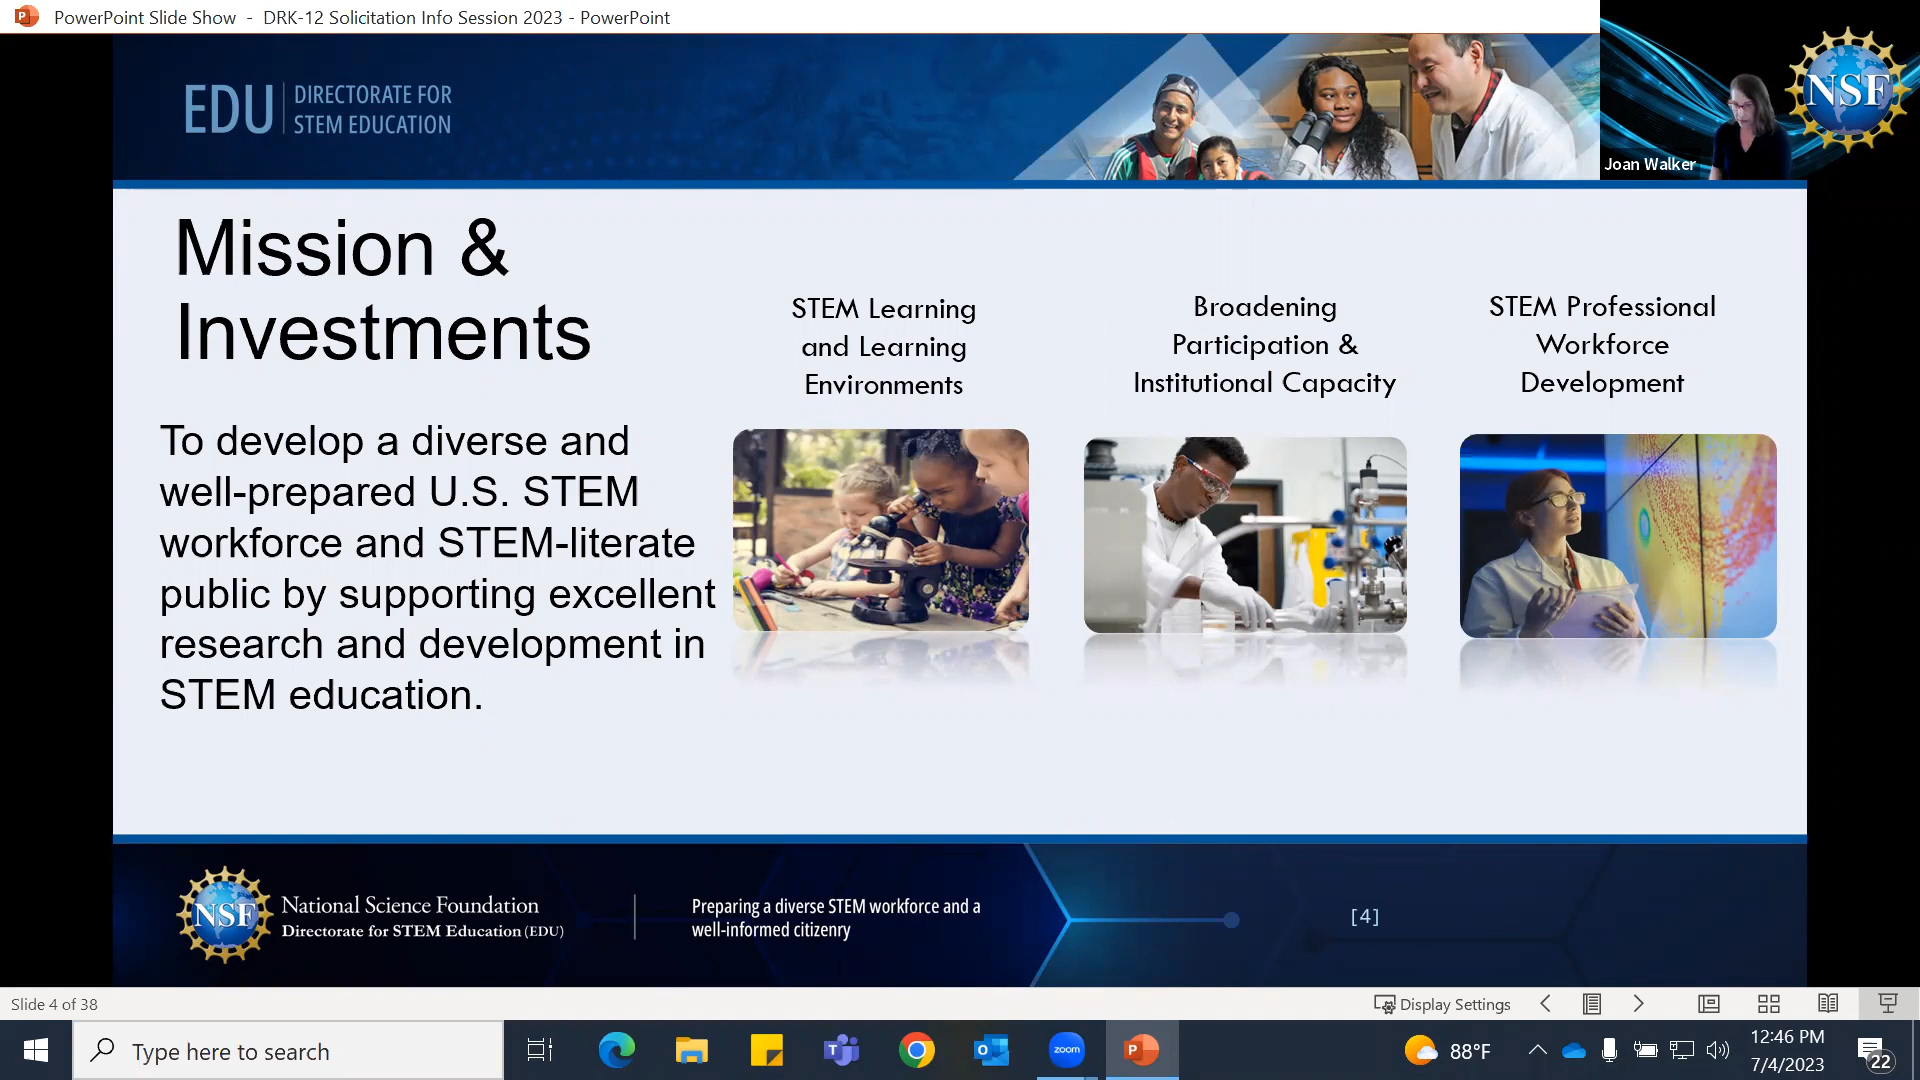 PowerPoint Slide Show - DRK-12 Solicitation Info Session 2023 - PowerPoint
EDU
DIRECTORATE FOR
STEM EDUCATION
NSF
Joan Walker
Mission &
Investments
To develop a diverse and
well-prepared U.S. STEM
workforce and STEM-literate
public by supporting excellent
research and development in
STEM education.
STEM Learning
and Learning
Environments
Broadening
Participation &
Institutional Capacity
STEM Professional
Workforce
Development
NSF
National Science Foundation
Directorate for STEM Education (EDU)
Preparing a diverse STEM workforce and a
well-informed citizenry
[4]
Slide 4 of 38
Display Settings
Type here to search
zoom
88°F
12:46 PM
7/4/2023
22